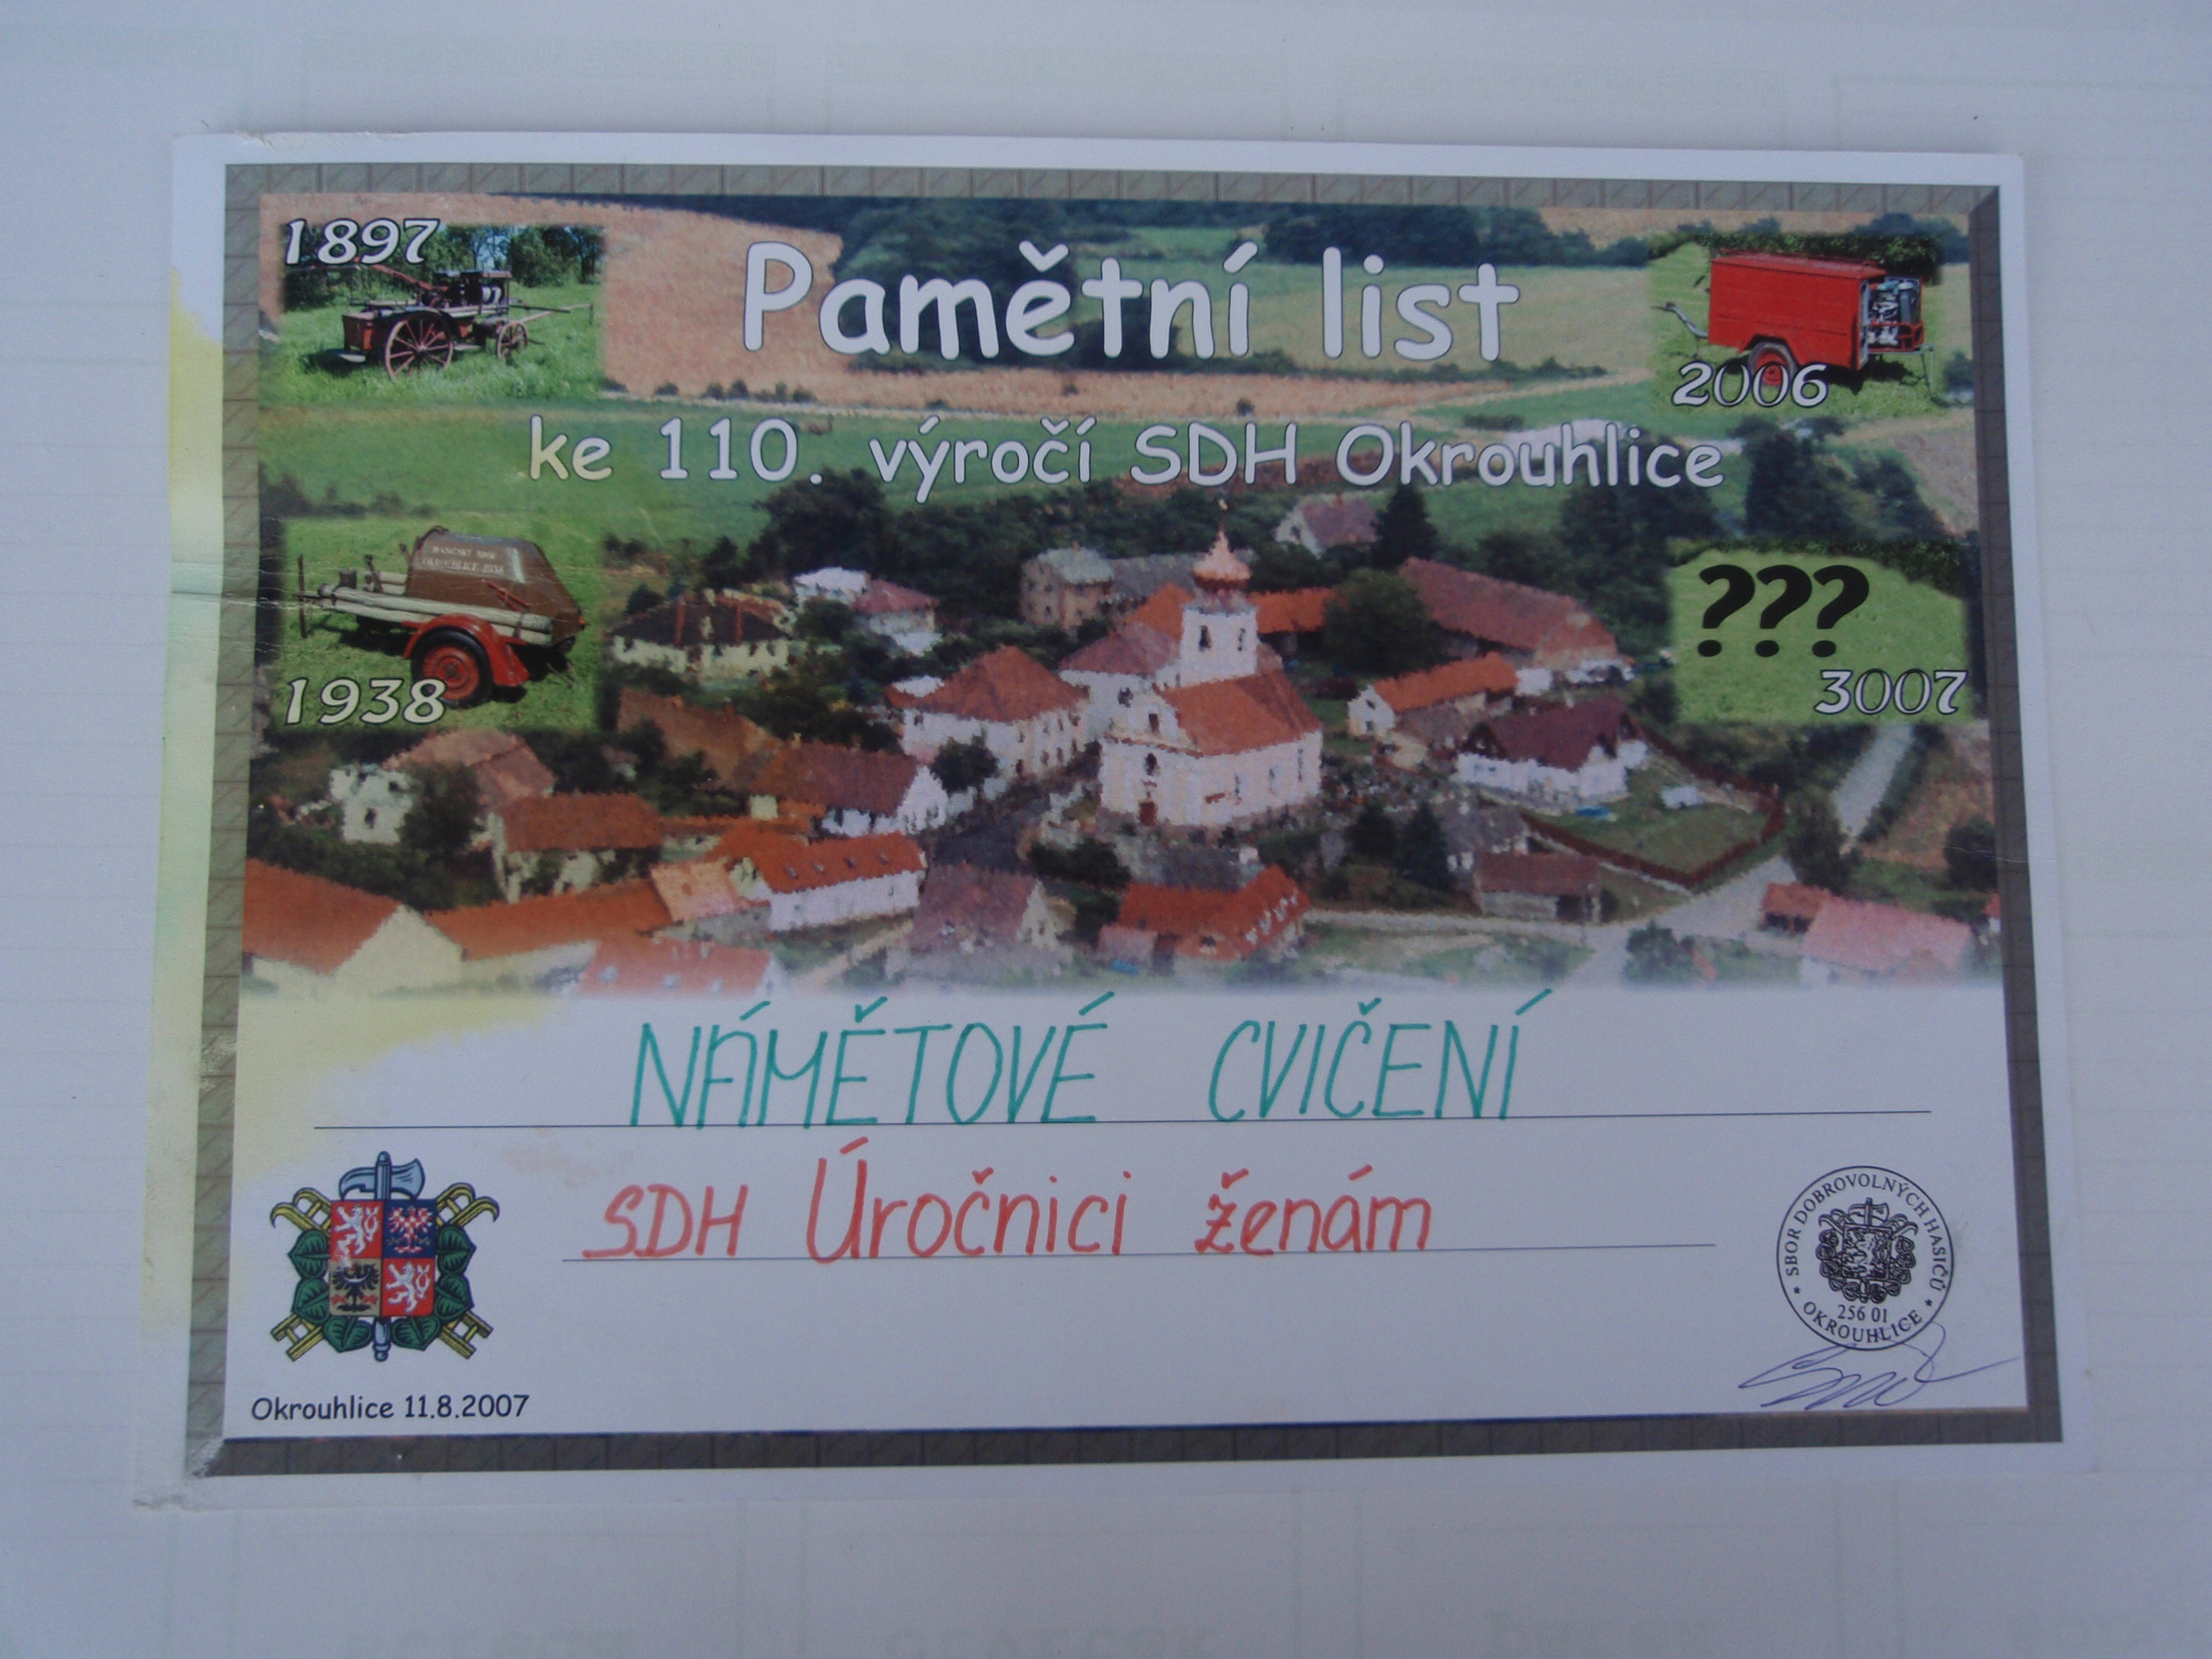 1897
Pamětní list
2006
ke 110. výročí SDH Okrouhlice
OKROUHLICE
1938
???
3007
NÁMĚTOVÉ CVIČENÍ
SDH Úročnici ženám
SBOR DOBROVOLNÝCH HASIČŮ
256 01
* OKROUHLICE *
Okrouhlice 11.8.2007